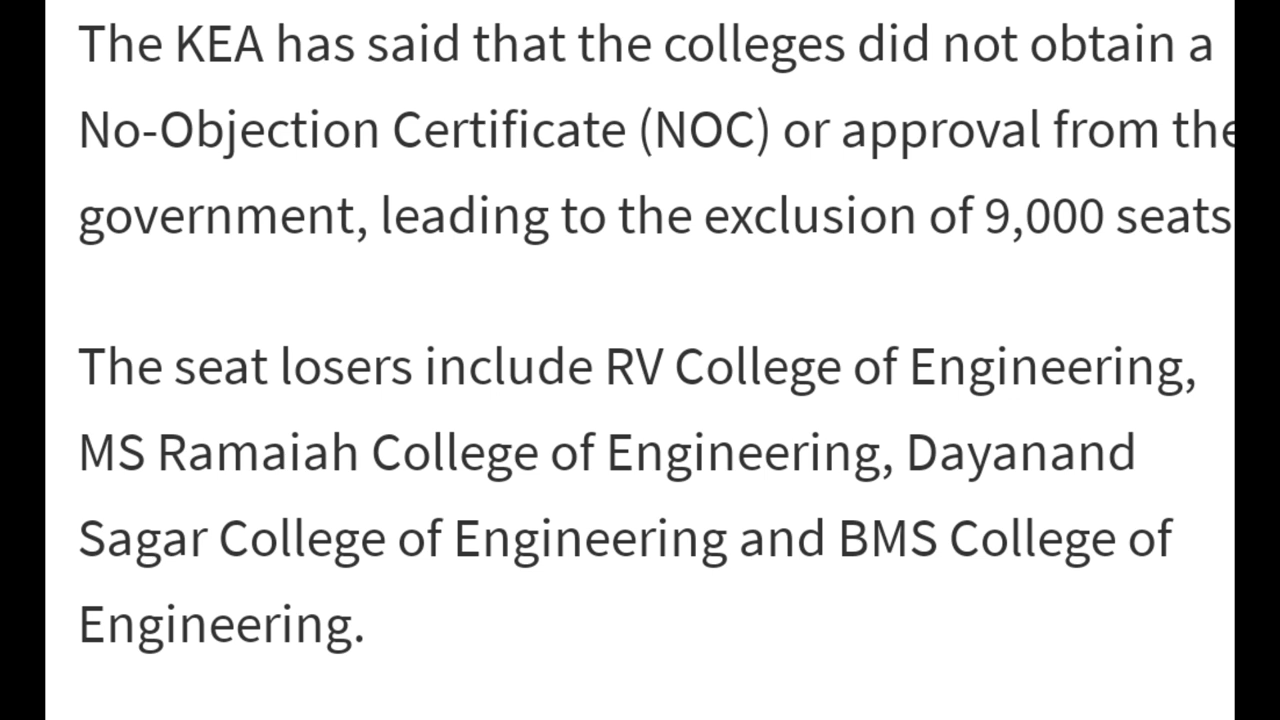 The KEA has said that the colleges did not obtain a
No-Objection Certificate (NOC) or approval from the
government, leading to the exclusion of 9,000 seats
The seat losers include RV College of Engineering,
MS Ramaiah College of Engineering, Dayanand
Sagar College of Engineering and BMS College of
Engineering.